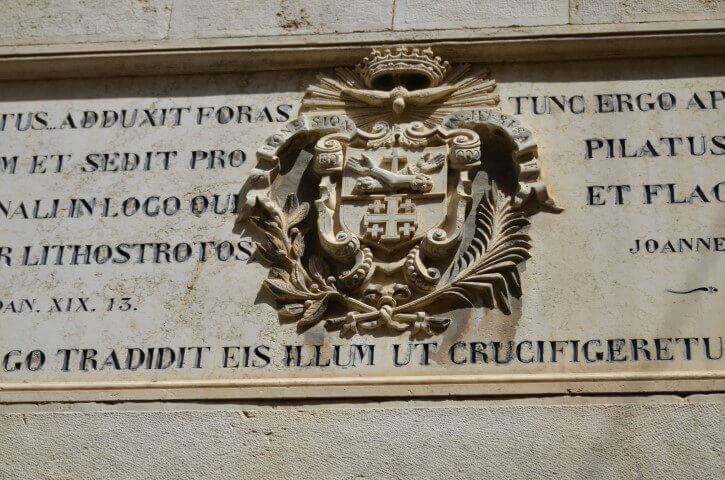 TUS...ADDUXIT FORAS
M ET SEDIT PRO
NALI·IN LOGO QUI
R LITHOSTROTOS
OAN. XIX. 13.
TUNC ERGO AP
PILATUS
ET FLAG
JOANNE
GO TRADIDIT EIS ILLUM UT CRUCIFIGERETU